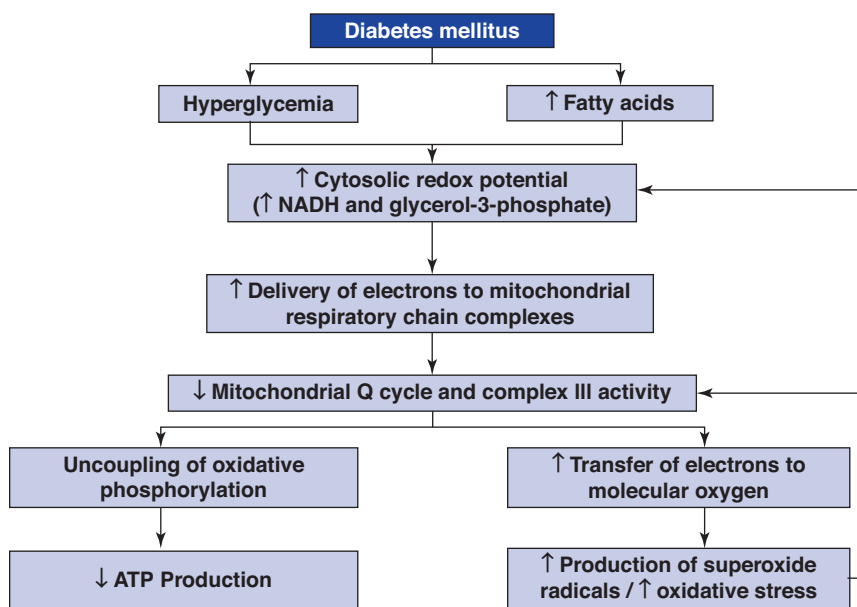 Diabetes mellitus
Hyperglycemia
↑ Fatty acids
↑ Cytosolic redox potential
(↑ NADH and glycerol-3-phosphate)
↑ Delivery of electrons to mitochondrial
respiratory chain complexes
↓ Mitochondrial Q cycle and complex III activity
Uncoupling of oxidative
phosphorylation
↑ Transfer of electrons to
molecular oxygen
↓ ATP Production
↑ Production of superoxide
radicals / ↑ oxidative stress